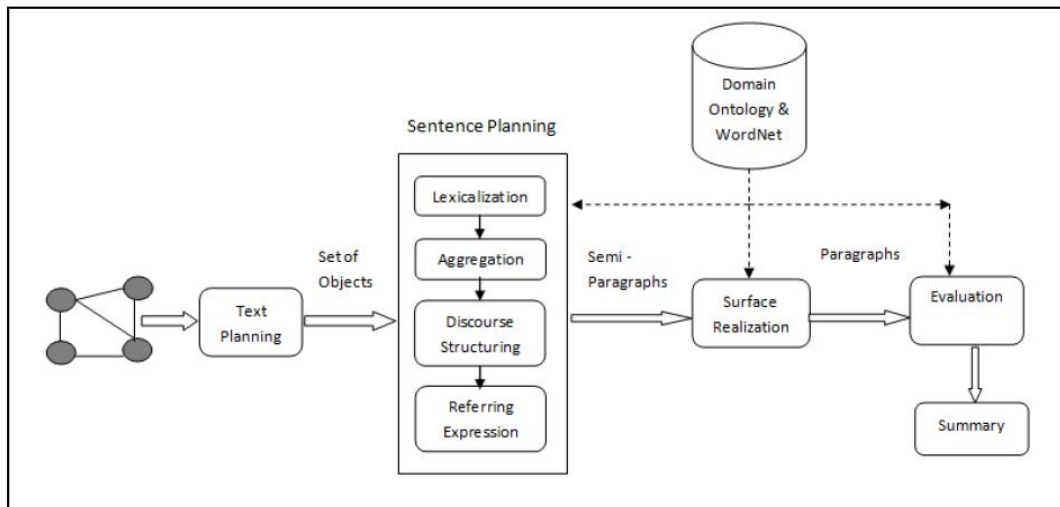 Domain
Ontology &
WordNet
Sentence Planning
Lexicalization
Aggregation
Discourse
Structuring
Referring
Expression
Set of
Objects
Text
Planning
Semi -
Paragraphs
Surface
Realization
Paragraphs
Evaluation
Summary